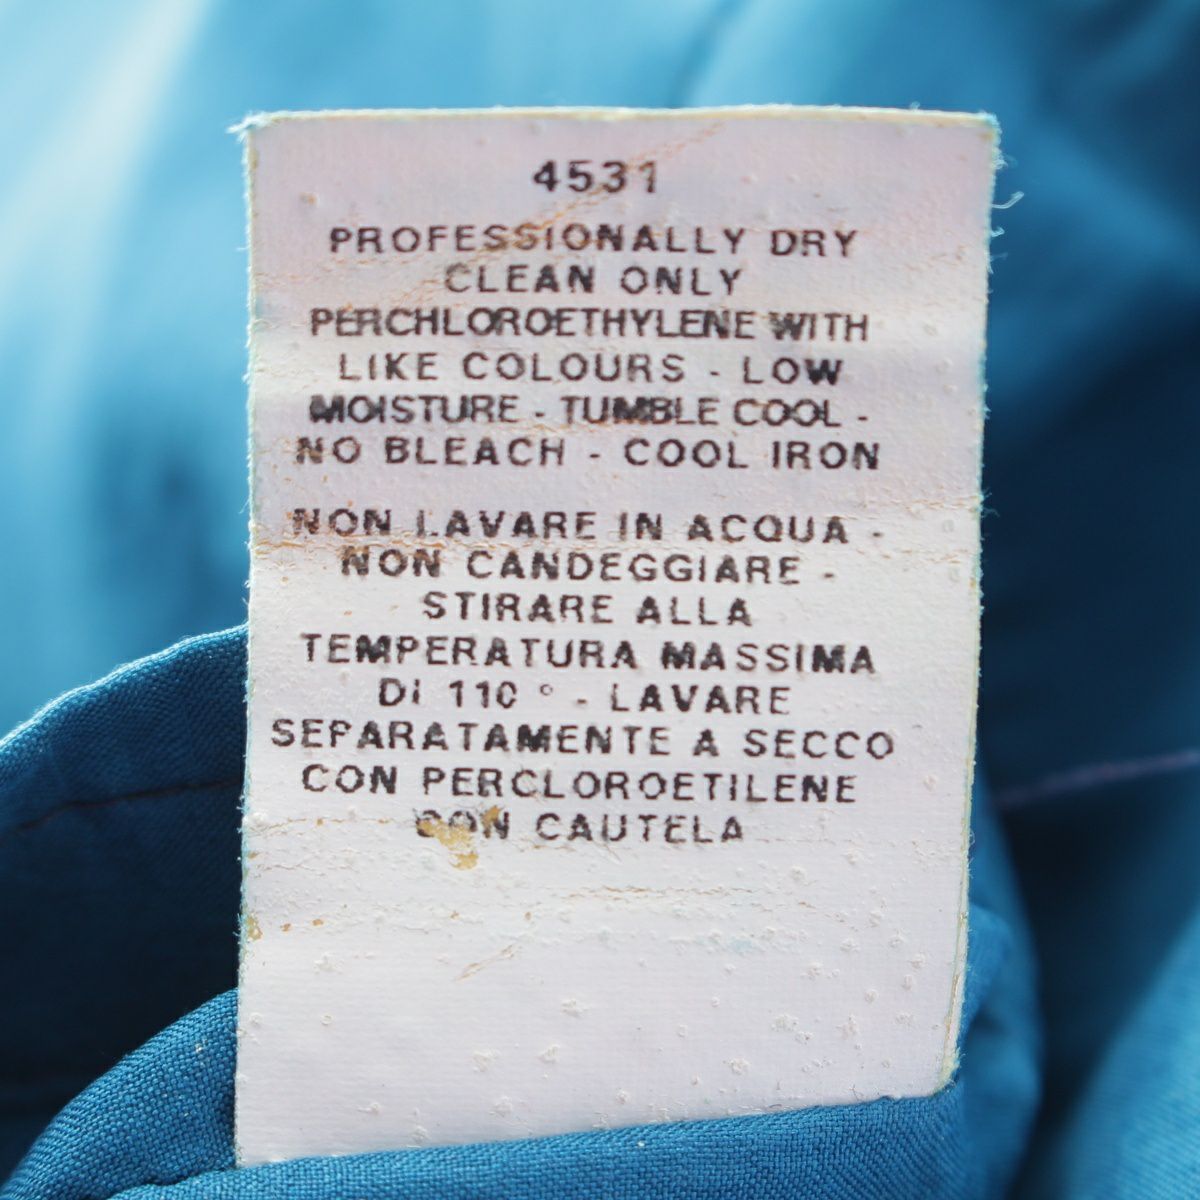 4531
PROFESSIONALLY DRY
CLEAN ONLY
PERCHLOROETHYLENE WITH
LIKE COLOURS - LOW
MOISTURE - TUMBLE COOL -
NO BLEACH - COOL IRON
NON LAVARE IN ACQUA -
NON CANDEGGIARE -
STIRARE ALLA
TEMPERATURA MASSIMA
DI 110 ° - LAVARE
SEPARATAMENTE A SECCO
CON PERCLOROETILENE
CON CAUTELA